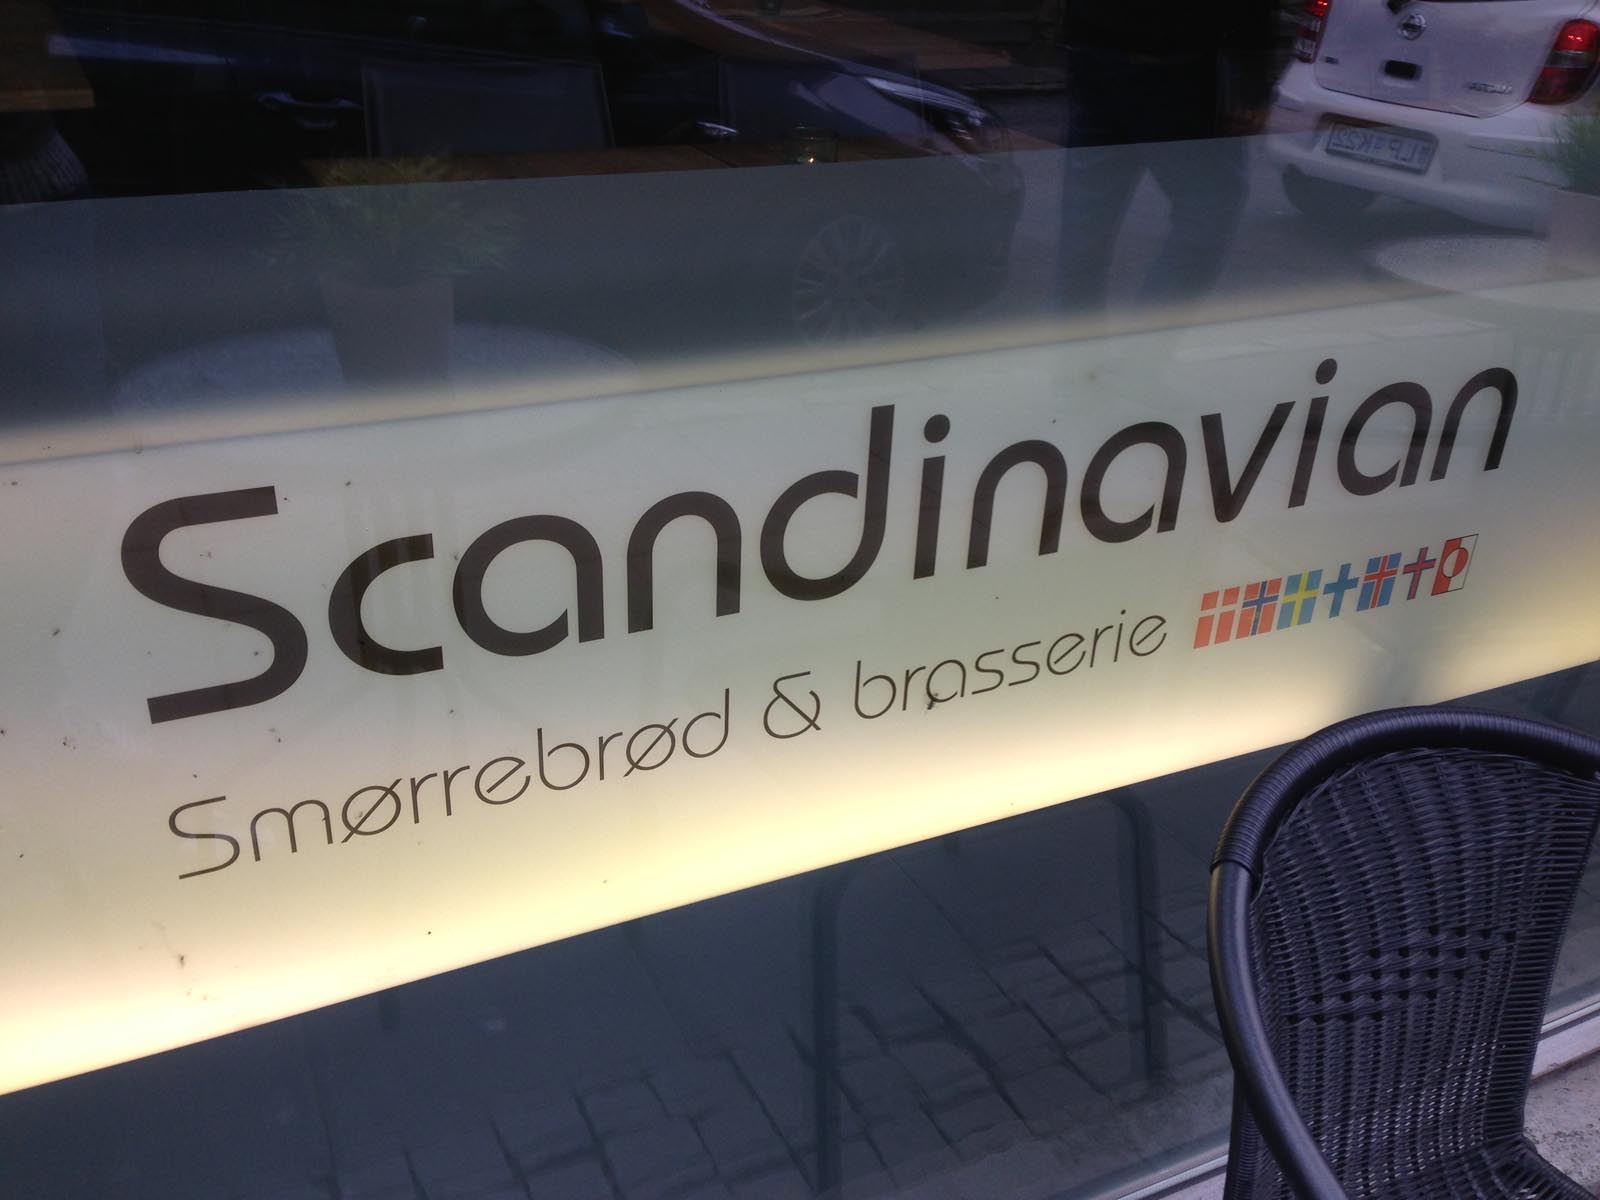 Scandinavian
Smørrebrød & brasserie